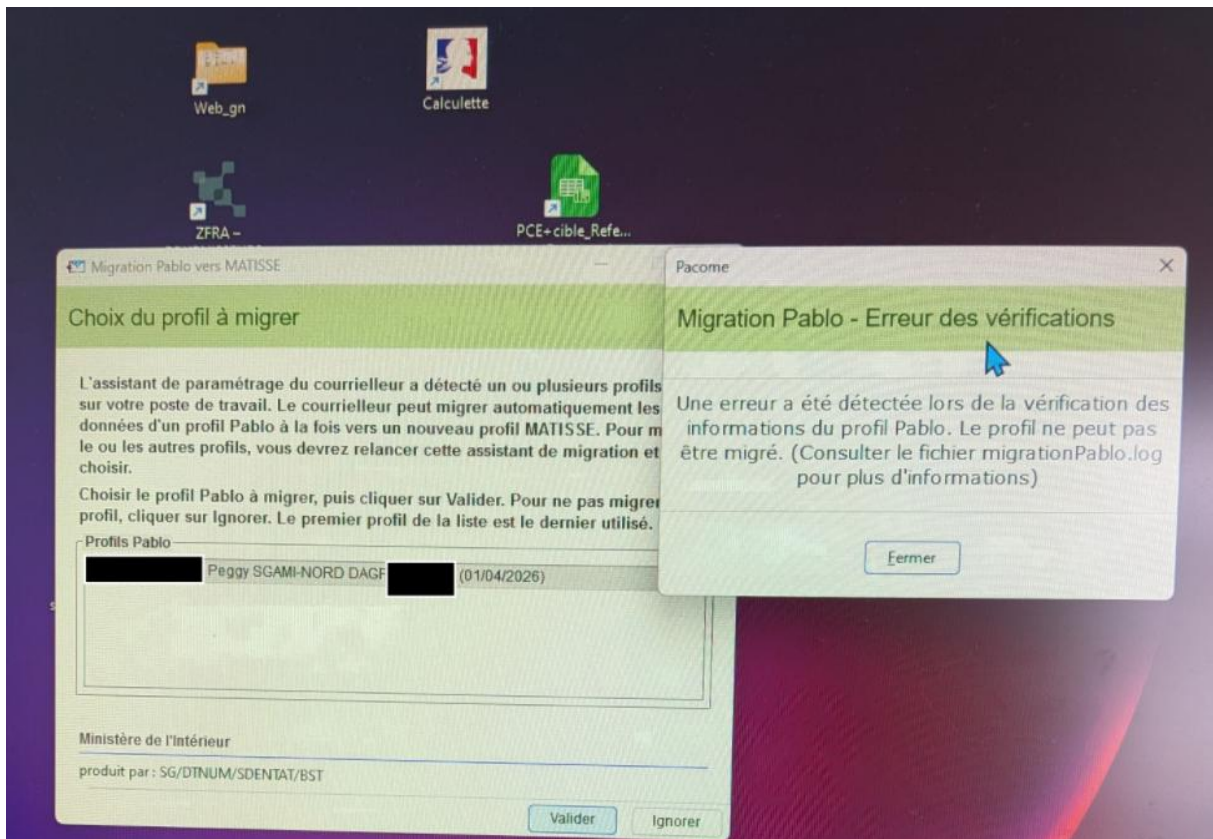 Web_gn
Calculette
ZFRA –
PCE+cible_Refe...
Migration Pablo vers MATISSE
Choix du profil à migrer
L'assistant de paramétrage du courrielleur a détecté un ou plusieurs profils
sur votre poste de travail. Le courrielleur peut migrer automatiquement les
données d'un profil Pablo à la fois vers un nouveau profil MATISSE. Pour m
le ou les autres profils, vous devrez relancer cette assistant de migration et
choisir.
Choisir le profil Pablo à migrer, puis cliquer sur Valider. Pour ne pas migrer
profil, cliquer sur Ignorer. Le premier profil de la liste est le dernier utilisé.
Profils Pablo
Peggy SGAMI-NORD DAGF (01/04/2026)
Ministère de l'Intérieur
produit par : SG/DTNUM/SDENTAT/BST
Valider
Ignorer
Pacome
Migration Pablo - Erreur des vérifications
Une erreur a été détectée lors de la vérification des
informations du profil Pablo. Le profil ne peut pas
être migré. (Consulter le fichier migrationPablo.log
pour plus d'informations)
Fermer